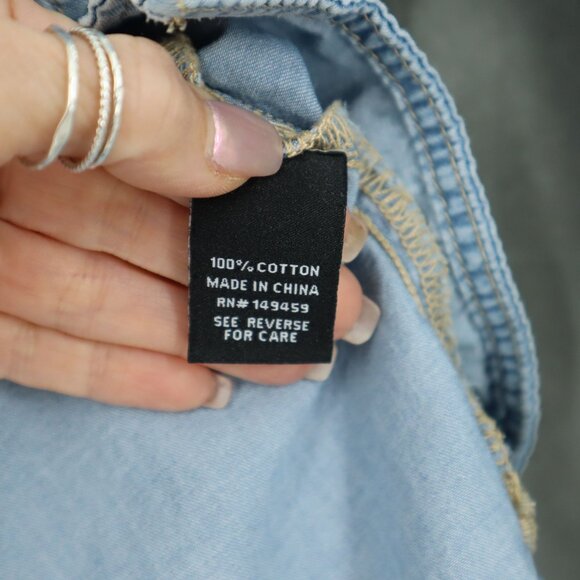 100% COTTON
MADE IN CHINA
RN# 149459
SEE REVERSE
FOR CARE